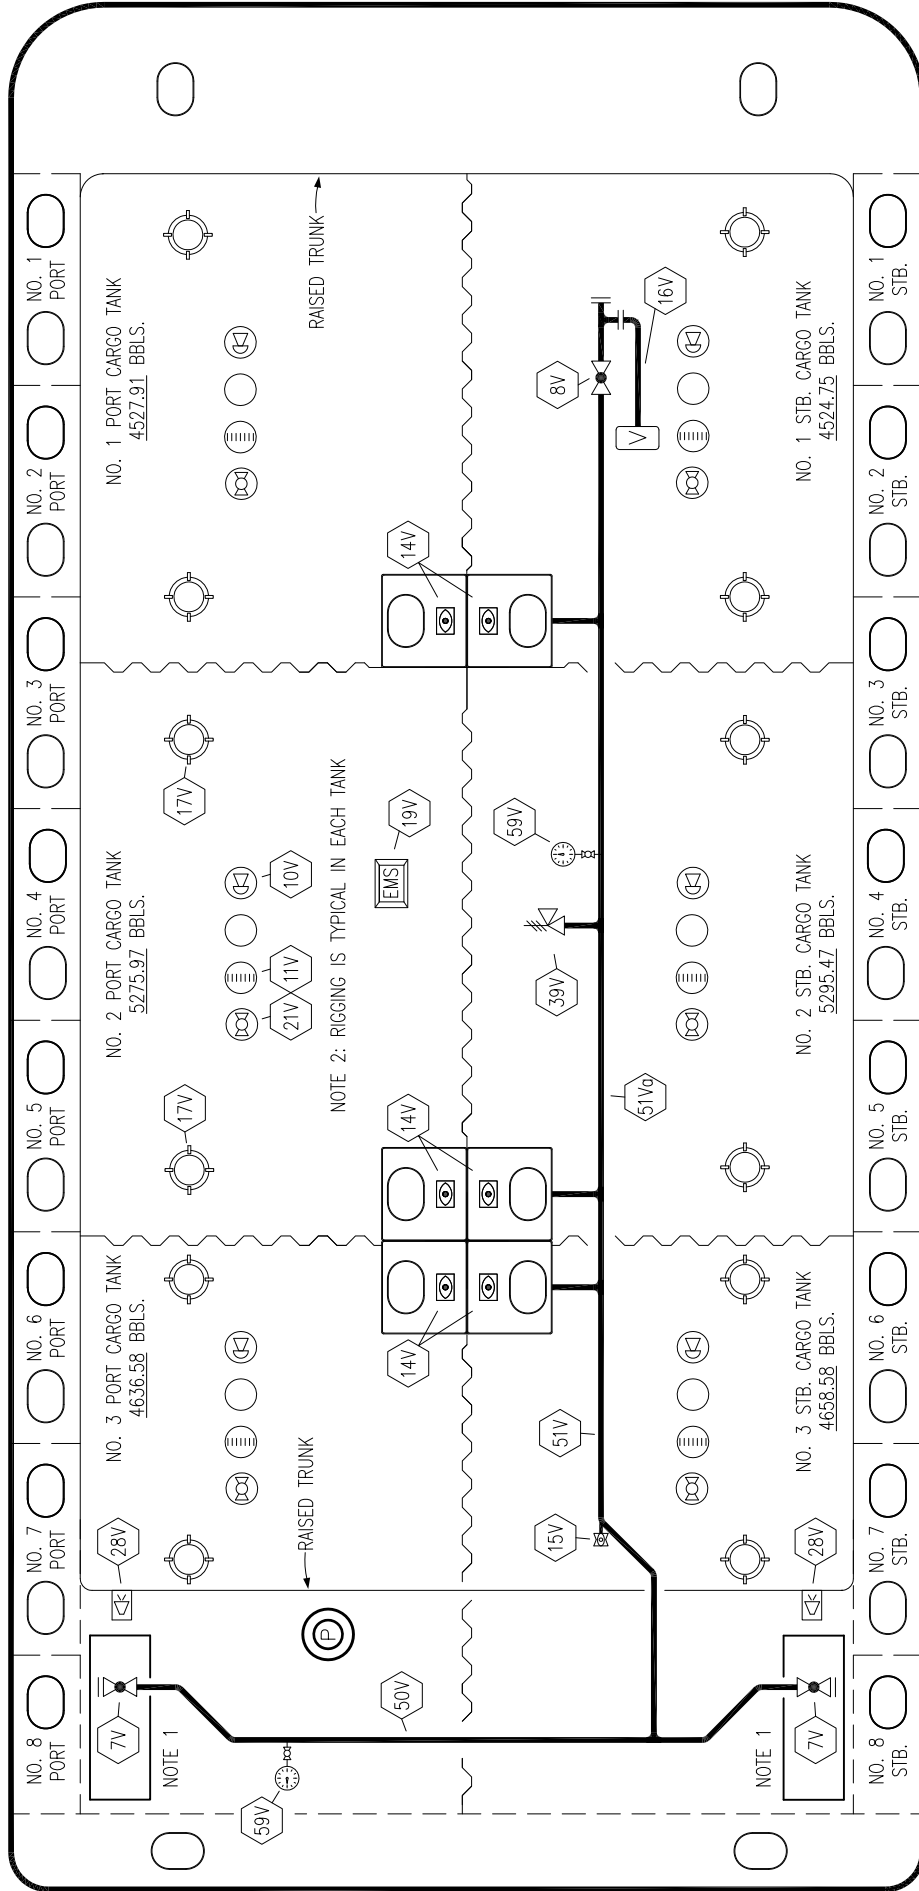 NO. 8
PORT
NO. 7
PORT
NO. 6
PORT
NO. 5
PORT
NO. 4
PORT
NO. 3
PORT
NO. 2
PORT
NO. 1
PORT
7V
NOTE 1
28V
NO. 3 PORT CARGO TANK
4636.58 BBLS.
17V
NO. 2 PORT CARGO TANK
5275.97 BBLS.
17V
NO. 1 PORT CARGO TANK
4527.91 BBLS.
21V
11V
10V
59V
P
RAISED TRUNK
NOTE 2: RIGGING IS TYPICAL IN EACH TANK
RAISED TRUNK
50V
14V
14V
EMS
19V
14V
15V
51V
39V
59V
8V
51Va
V
16V
NOTE 1
7V
28V
NO. 3 STB. CARGO TANK
4658.58 BBLS.
NO. 2 STB. CARGO TANK
5295.47 BBLS.
NO. 1 STB. CARGO TANK
4524.75 BBLS.
NO. 8
STB.
NO. 7
STB.
NO. 6
STB.
NO. 5
STB.
NO. 4
STB.
NO. 3
STB.
NO. 2
STB.
NO. 1
STB.